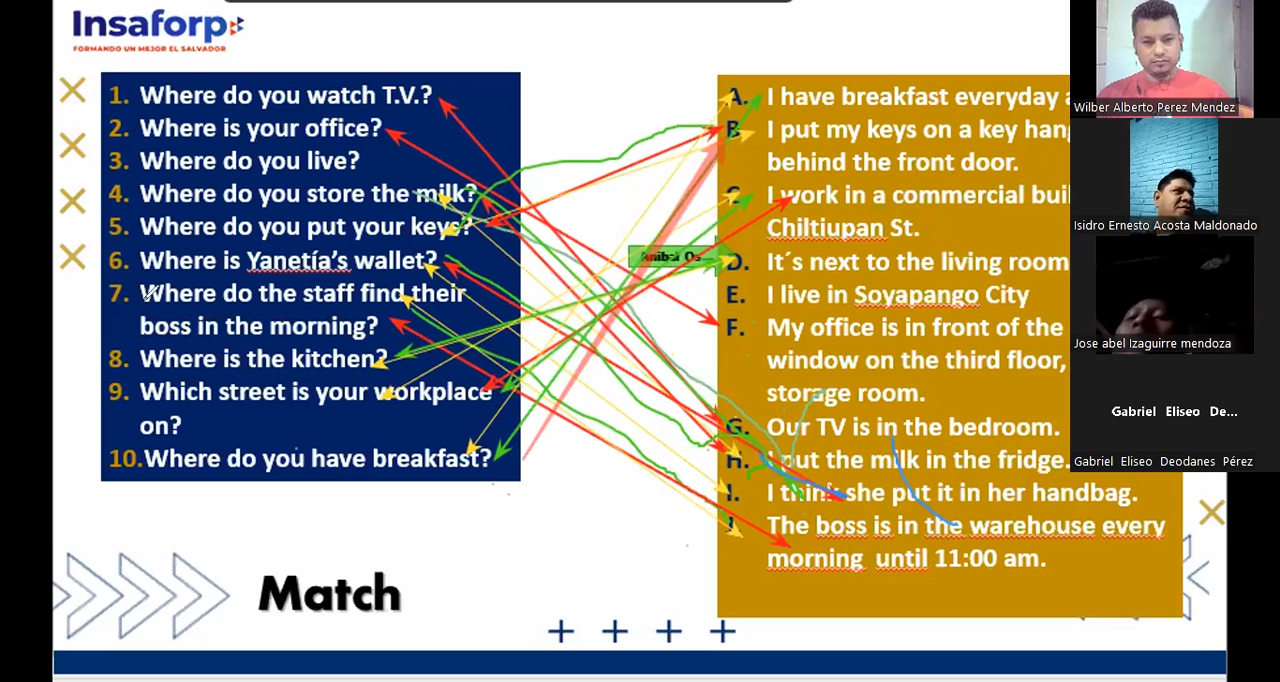 Insaforp
FORMANDO UN MEJOR EL SALVADOR
1. Where do you watch T.V.?
2. Where is your office?
3. Where do you live?
4. Where do you store the milk?
5. Where do you put your keys?
6. Where is Yanetía’s wallet?
7. Where do the staff find their
boss in the morning?
8. Where is the kitchen?
9. Which street is your workplace
on?
10. Where do you have breakfast?
Match
A. I have breakfast everyday
B. I put my keys on a key hang
behind the front door.
C. I work in a commercial buil
Chiltiupan St.
D. It´s next to the living room
E. I live in Soyapango City
F. My office is in front of the
window on the third floor,
storage room.
G. Our TV is in the bedroom.
H. I put the milk in the fridge.
I. I think she put it in her handbag.
J. The boss is in the warehouse every
morning until 11:00 am.
Wilber Alberto Perez Mendez
Isidro Ernesto Acosta Maldonado
Jose abel Izaguirre mendoza
Gabriel Eliseo De...
Gabriel Eliseo Deodanes Pérez